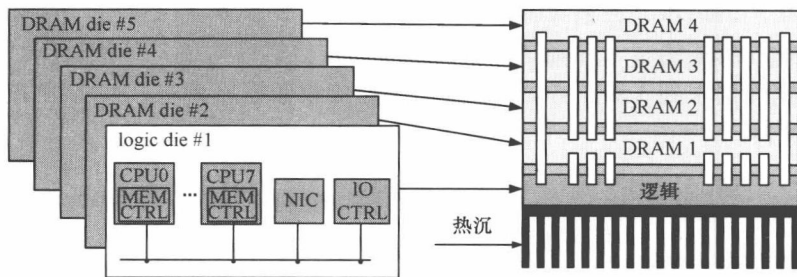 DRAM die #5
DRAM die #4
DRAM die #3
DRAM die #2
logic die #1
CPU0
MEM
CTRL
...
CPU7
MEM
CTRL
NIC
IO
CTRL
DRAM 4
DRAM 3
DRAM 2
DRAM 1
逻辑
热沉